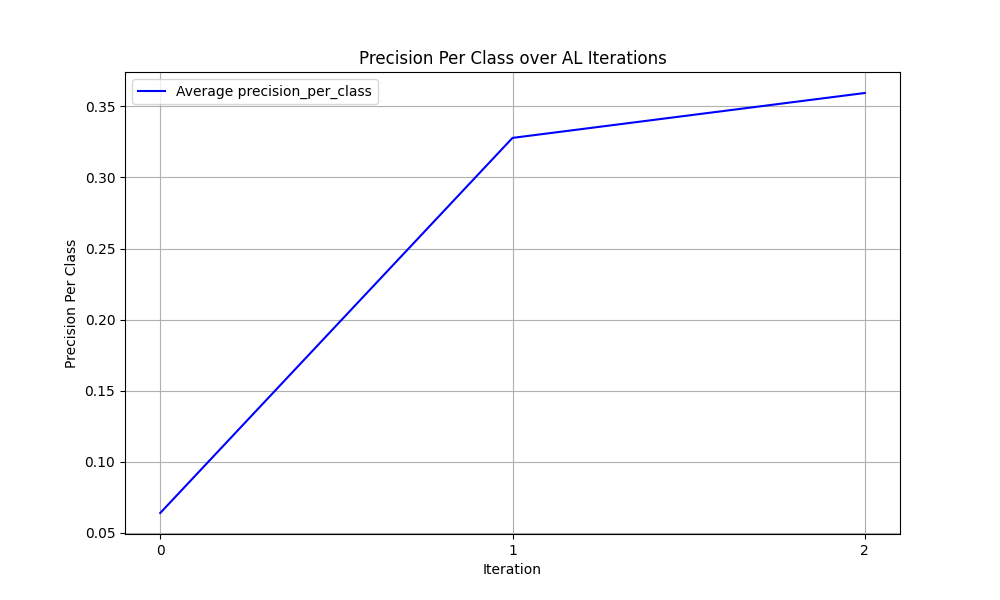 Precision Per Class over AL Iterations
Average precision_per_class
Precision Per Class
0.35
0.30
0.25
0.20
0.15
0.10
0.05
0 1 2
Iteration